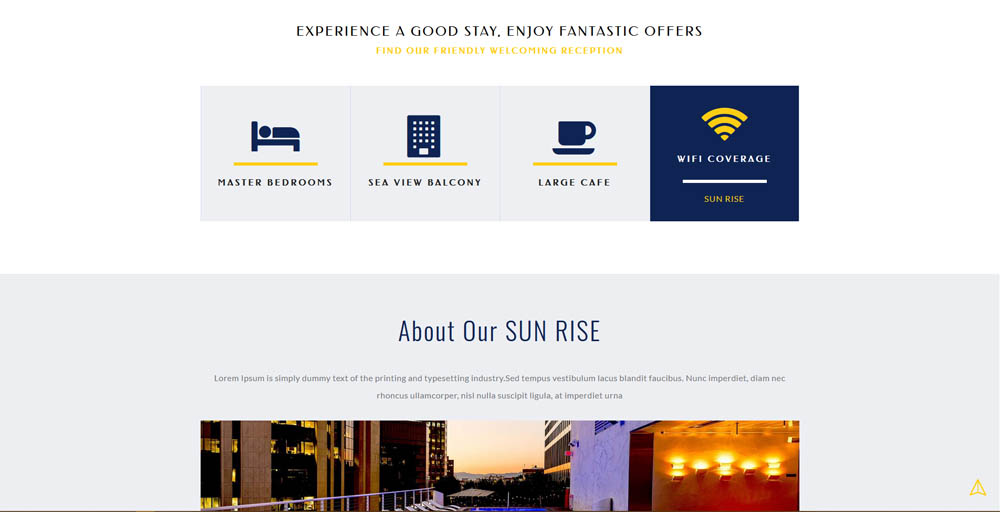 EXPERIENCE A GOOD STAY, ENJOY FANTASTIC OFFERS
FIND OUR FRIENDLY WELCOMING RECEPTION
MASTER BEDROOMS
SEA VIEW BALCONY
LARGE CAFE
WIFI COVERAGE
SUN RISE
About Our SUN RISE
Lorem Ipsum is simply dummy text of the printing and typesetting industry.Sed tempus vestibulum lacus blandit faucibus. Nunc imperdiet, diam nec
rhoncus ullamcorper, nisl nulla suscipit ligula, at imperdiet urna